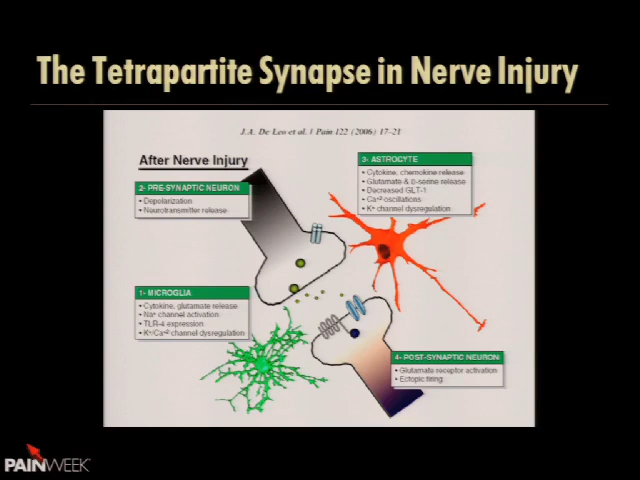 The Tetrapartite Synapse in Nerve Injury
J.A. De Leo et al. / Pain 122 (2006) 17–21
After Nerve Injury
2- PRE-SYNAPTIC NEURON
• Depolarization
• Neurotransmitter release
3- ASTROCYTE
• Cytokine, chemokine release
• Glutamate & D-serine release
• Decreased GLT-1
• Ca+2 oscillations
• K+ channel dysregulation
1- MICROGLIA
• Cytokine, glutamate release
• Na+ channel activation
• TLR-4 expression
• K+/Ca+2 channel dysregulation
4- POST-SYNAPTIC NEURON
• Glutamate receptor activation
• Ectopic firing
PAINWEEK